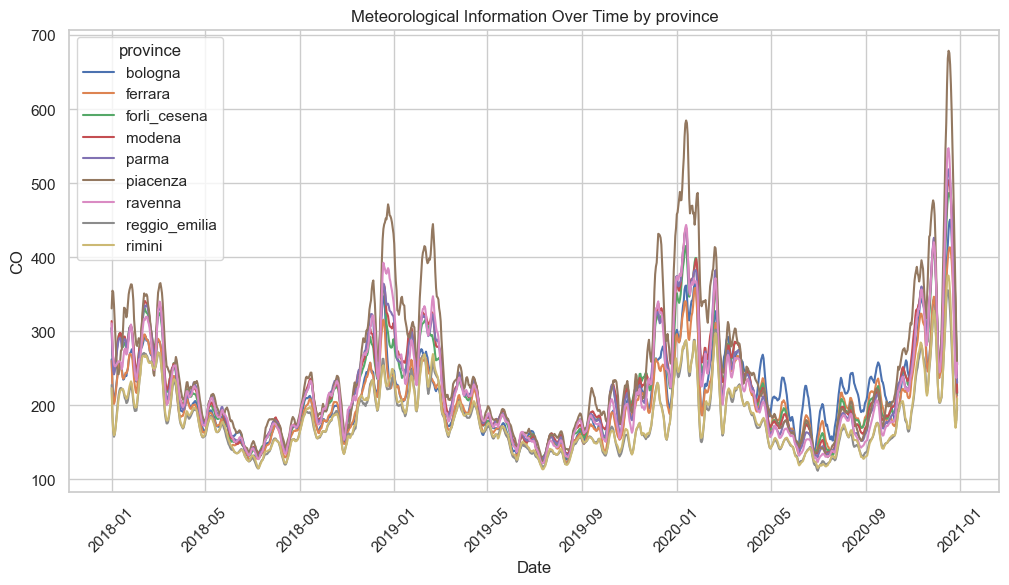 Meteorological Information Over Time by province
700
600
500
400
300
200
100
CO
province
bologna
ferrara
forli_cesena
modena
parma
piacenza
ravenna
reggio_emilia
rimini
2018-01
2018-05
2018-09
2019-01
2019-05
2019-09
2020-01
2020-05
2020-09
2021-01
Date